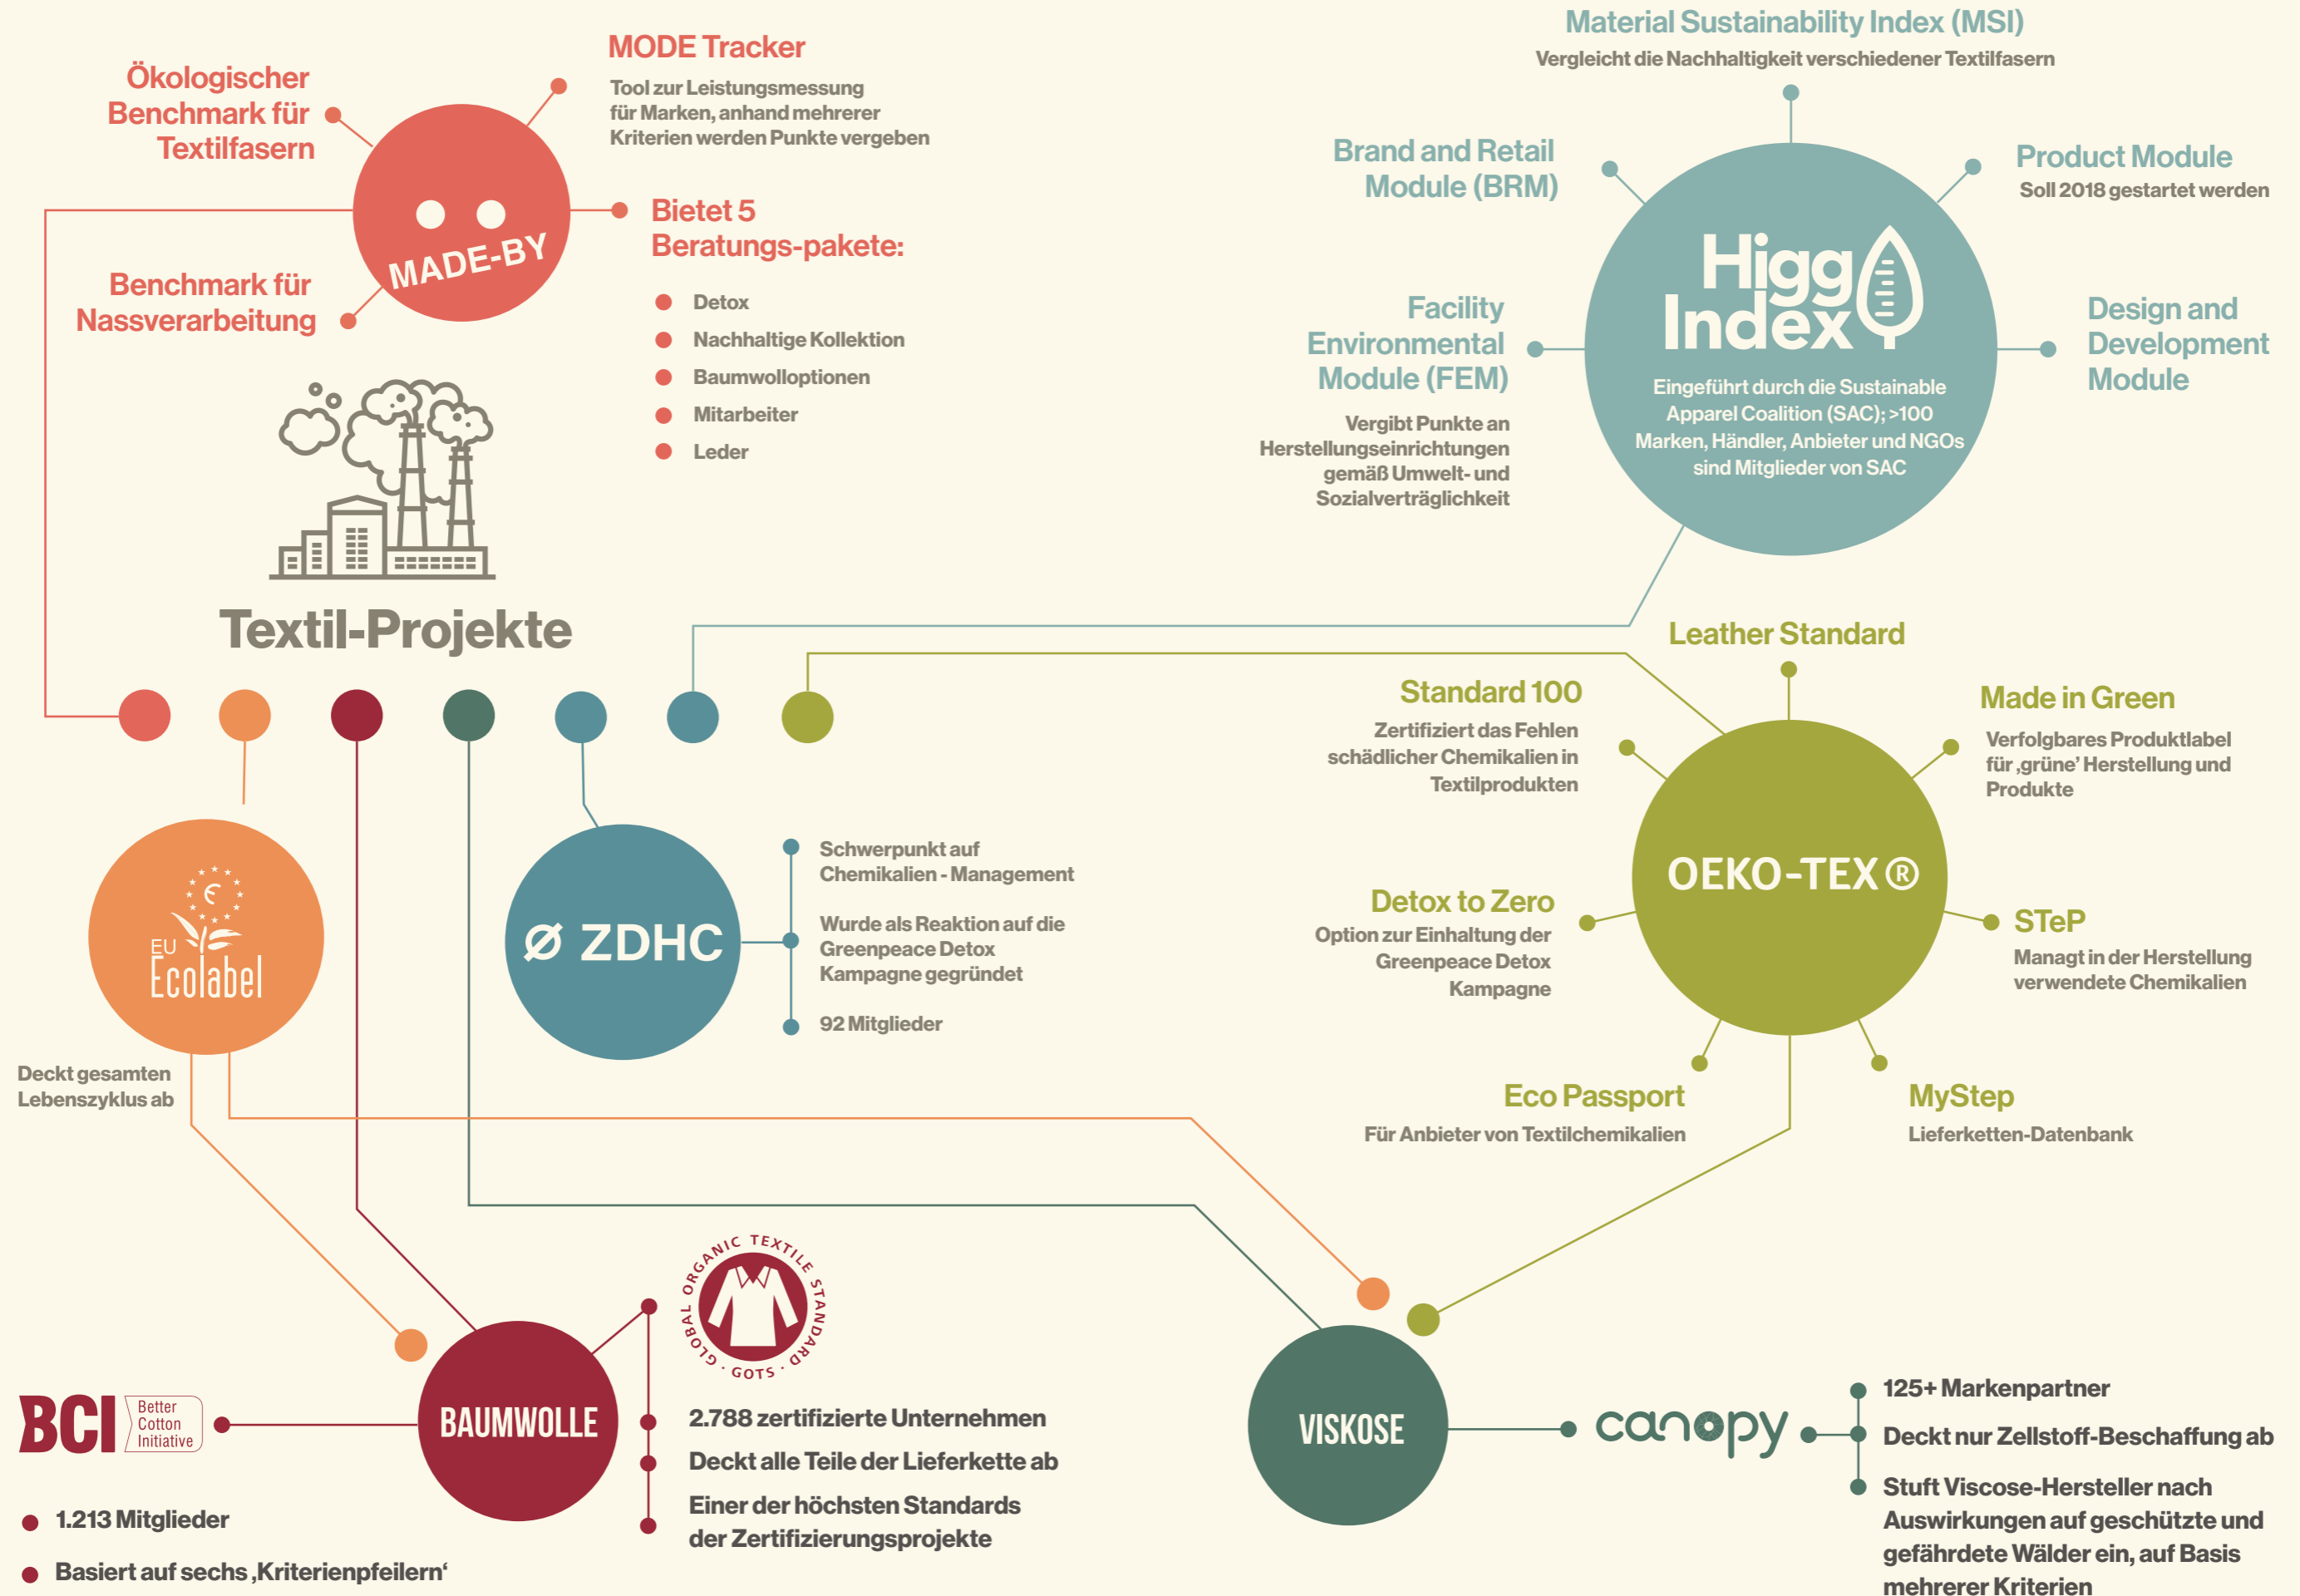 Ökologischer
Benchmark für
Textilfasern
MODE Tracker
Tool zur Leistungsmessung
für Marken, anhand mehrerer
Kriterien werden Punkte vergeben
MADE-BY
Benchmark für
Nassverarbeitung
Bietet 5
Beratungs-pakete:
Detox
Nachhaltige Kollektion
Baumwolloptionen
Mitarbeiter
Leder
Material Sustainability Index (MSI)
Vergleicht die Nachhaltigkeit verschiedener Textilfasern
Brand and Retail
Module (BRM)
Product Module
Soll 2018 gestartet werden
Facility
Environmental
Module (FEM)
Vergibt Punkte an
Herstellungseinrichtungen
gemäß Umwelt- und
Sozialverträglichkeit
Higg
Index
Eingeführt durch die Sustainable
Apparel Coalition (SAC); >100
Marken, Händler, Anbieter und NGOs
sind Mitglieder von SAC
Design and
Development
Module
Textil-Projekte
Leather Standard
Standard 100
Zertifiziert das Fehlen
schädlicher Chemikalien in
Textilprodukten
Made in Green
Verfolgbares Produktlabel
für ‚grüne’ Herstellung und
Produkte
OEKO-TEX ®
Detox to Zero
Option zur Einhaltung der
Greenpeace Detox
Kampagne
STeP
Managt in der Herstellung
verwendete Chemikalien
Eco Passport
Für Anbieter von Textilchemikalien
MyStep
Lieferketten-Datenbank
EU
Ecolabel
Deckt gesamten
Lebenszyklus ab
Ø ZDHC
Schwerpunkt auf
Chemikalien - Management
Wurde als Reaktion auf die
Greenpeace Detox
Kampagne gegründet
92 Mitglieder
BCI
Better
Cotton
Initiative
1.213 Mitglieder
Basiert auf sechs ‚Kriterienpfeilern‘
BAUMWOLLE
GLOBAL ORGANIC TEXTILE STANDARD · GOTS ·
2.788 zertifizierte Unternehmen
Deckt alle Teile der Lieferkette ab
Einer der höchsten Standards
der Zertifizierungsprojekte
VISKOSE
canopy
125+ Markenpartner
Deckt nur Zellstoff-Beschaffung ab
Stuft Viscose-Hersteller nach
Auswirkungen auf geschützte und
gefährdete Wälder ein, auf Basis
mehrerer Kriterien